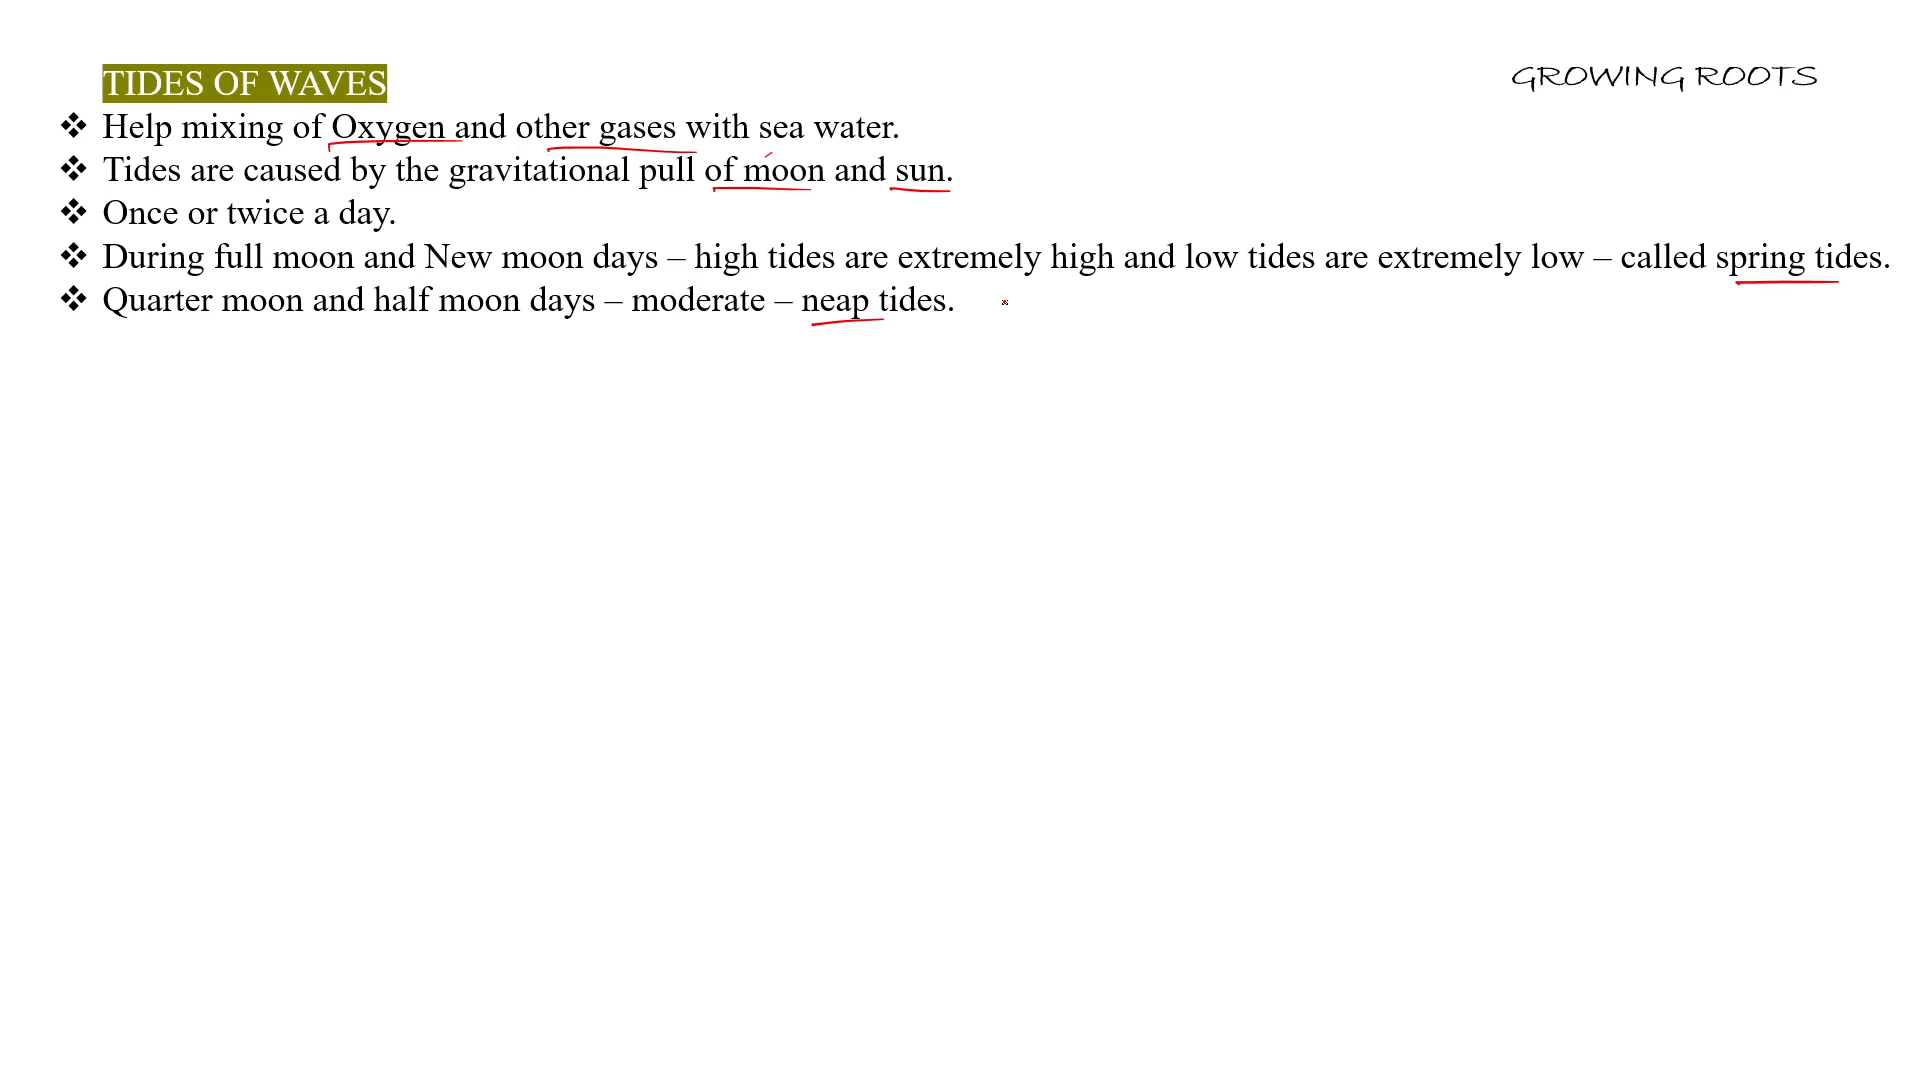 TIDES OF WAVES
GROWING ROOTS
❖ Help mixing of Oxygen and other gases with sea water.
❖ Tides are caused by the gravitational pull of moon and sun.
❖ Once or twice a day.
❖ During full moon and New moon days – high tides are extremely high and low tides are extremely low – called spring tides.
❖ Quarter moon and half moon days – moderate – neap tides.